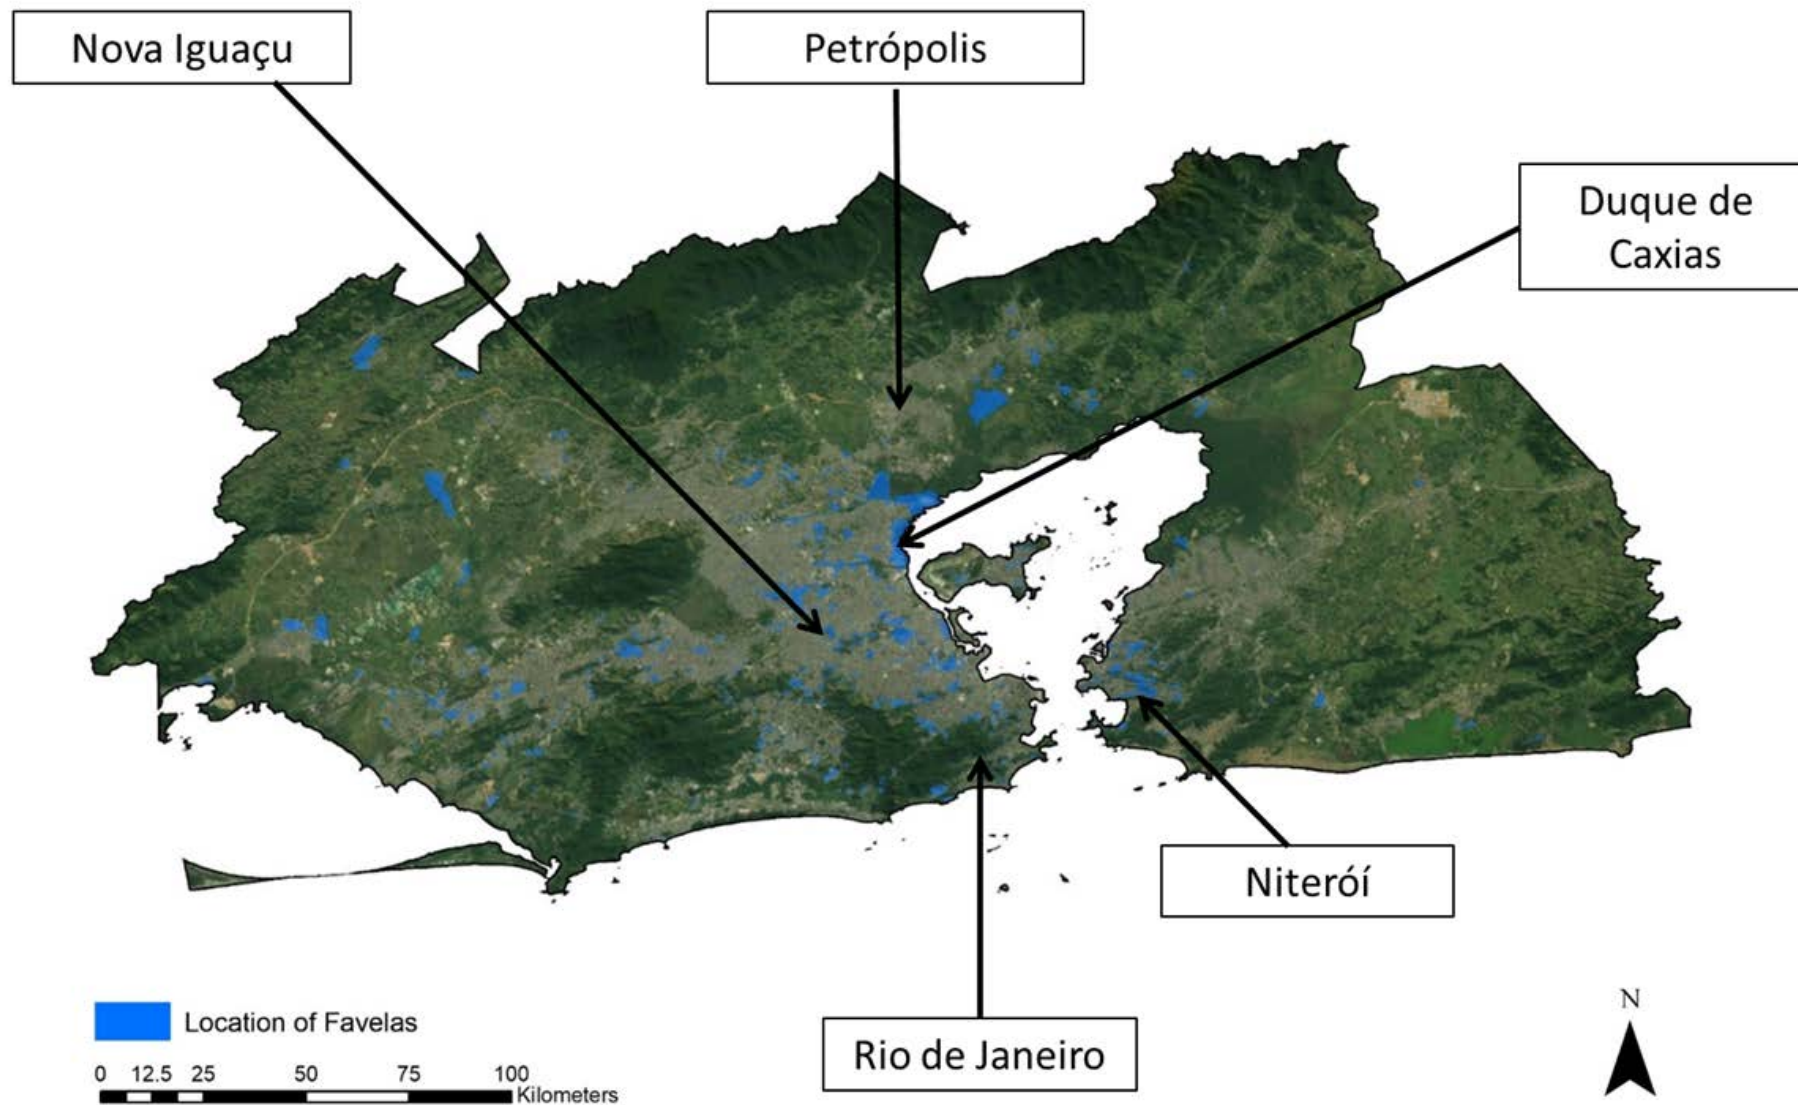 Nova Iguaçu
Petrópolis
Duque de
Caxias
Niteróí
Rio de Janeiro
Location of Favelas
0 12.5 25 50 75 100
Kilometers
N